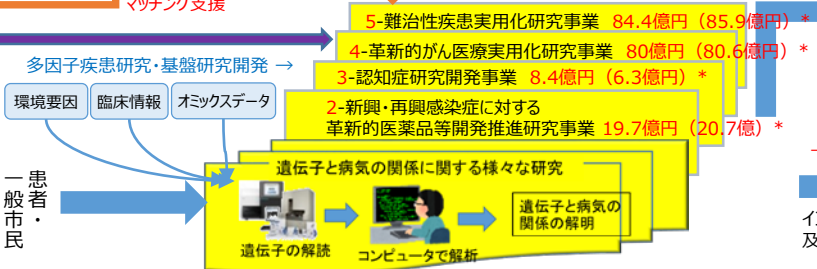 マッチング支援
5-難治性疾患実用化研究事業 84.4億円（85.9億円）*
4-革新的がん医療実用化研究事業 80億円（80.6億円）*
多因子疾患研究・基盤研究開発 →
3-認知症研究開発事業 8.4億円（6.3億円）*
環境要因
臨床情報
オミックスデータ
2-新興・再興感染症に対する
革新的医薬品等開発推進研究事業 19.7億円（20.7億）*
遺伝子と病気の関係に関する様々な研究
患者・
一般市民
遺伝子の解読
コンピュータで解析
遺伝子と病気の
関係の解明
及